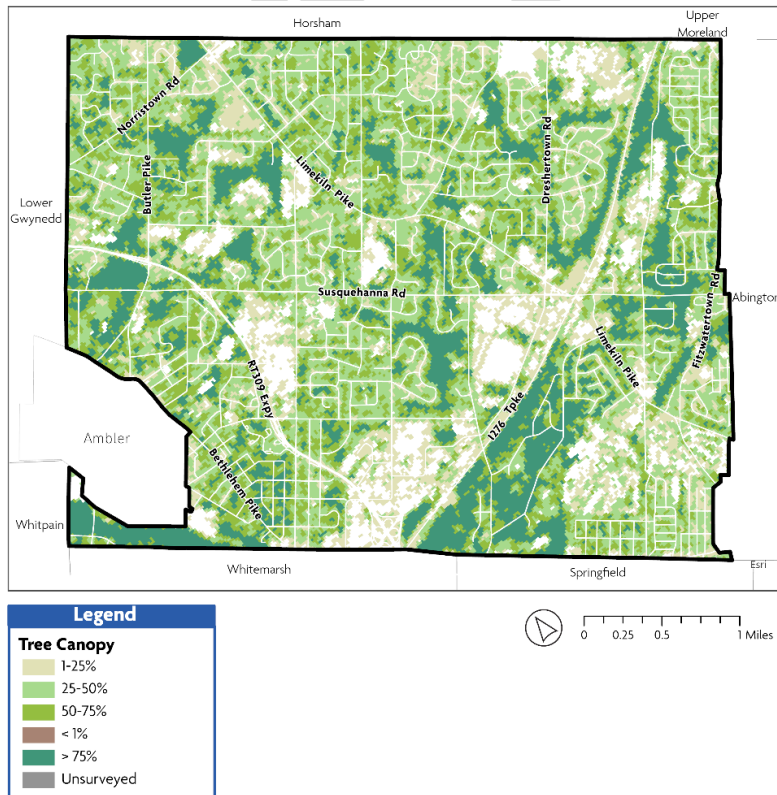 Horsham
Upper
Moreland
Norristown Rd
Butler Pike
Limekiln Pike
Dreshertown Rd
Lower
Gwynedd
Susquehanna Rd
Abington
Fitzwatertown Rd
Limekiln Pike
RT309 Expy
I276 Tpke
Ambler
Bethlehem Pike
Whitpain
Whitemarsh
Springfield
Esri
Legend
Tree Canopy
1-25%
25-50%
50-75%
< 1%
> 75%
Unsurveyed
0 0.25 0.5 1 Miles